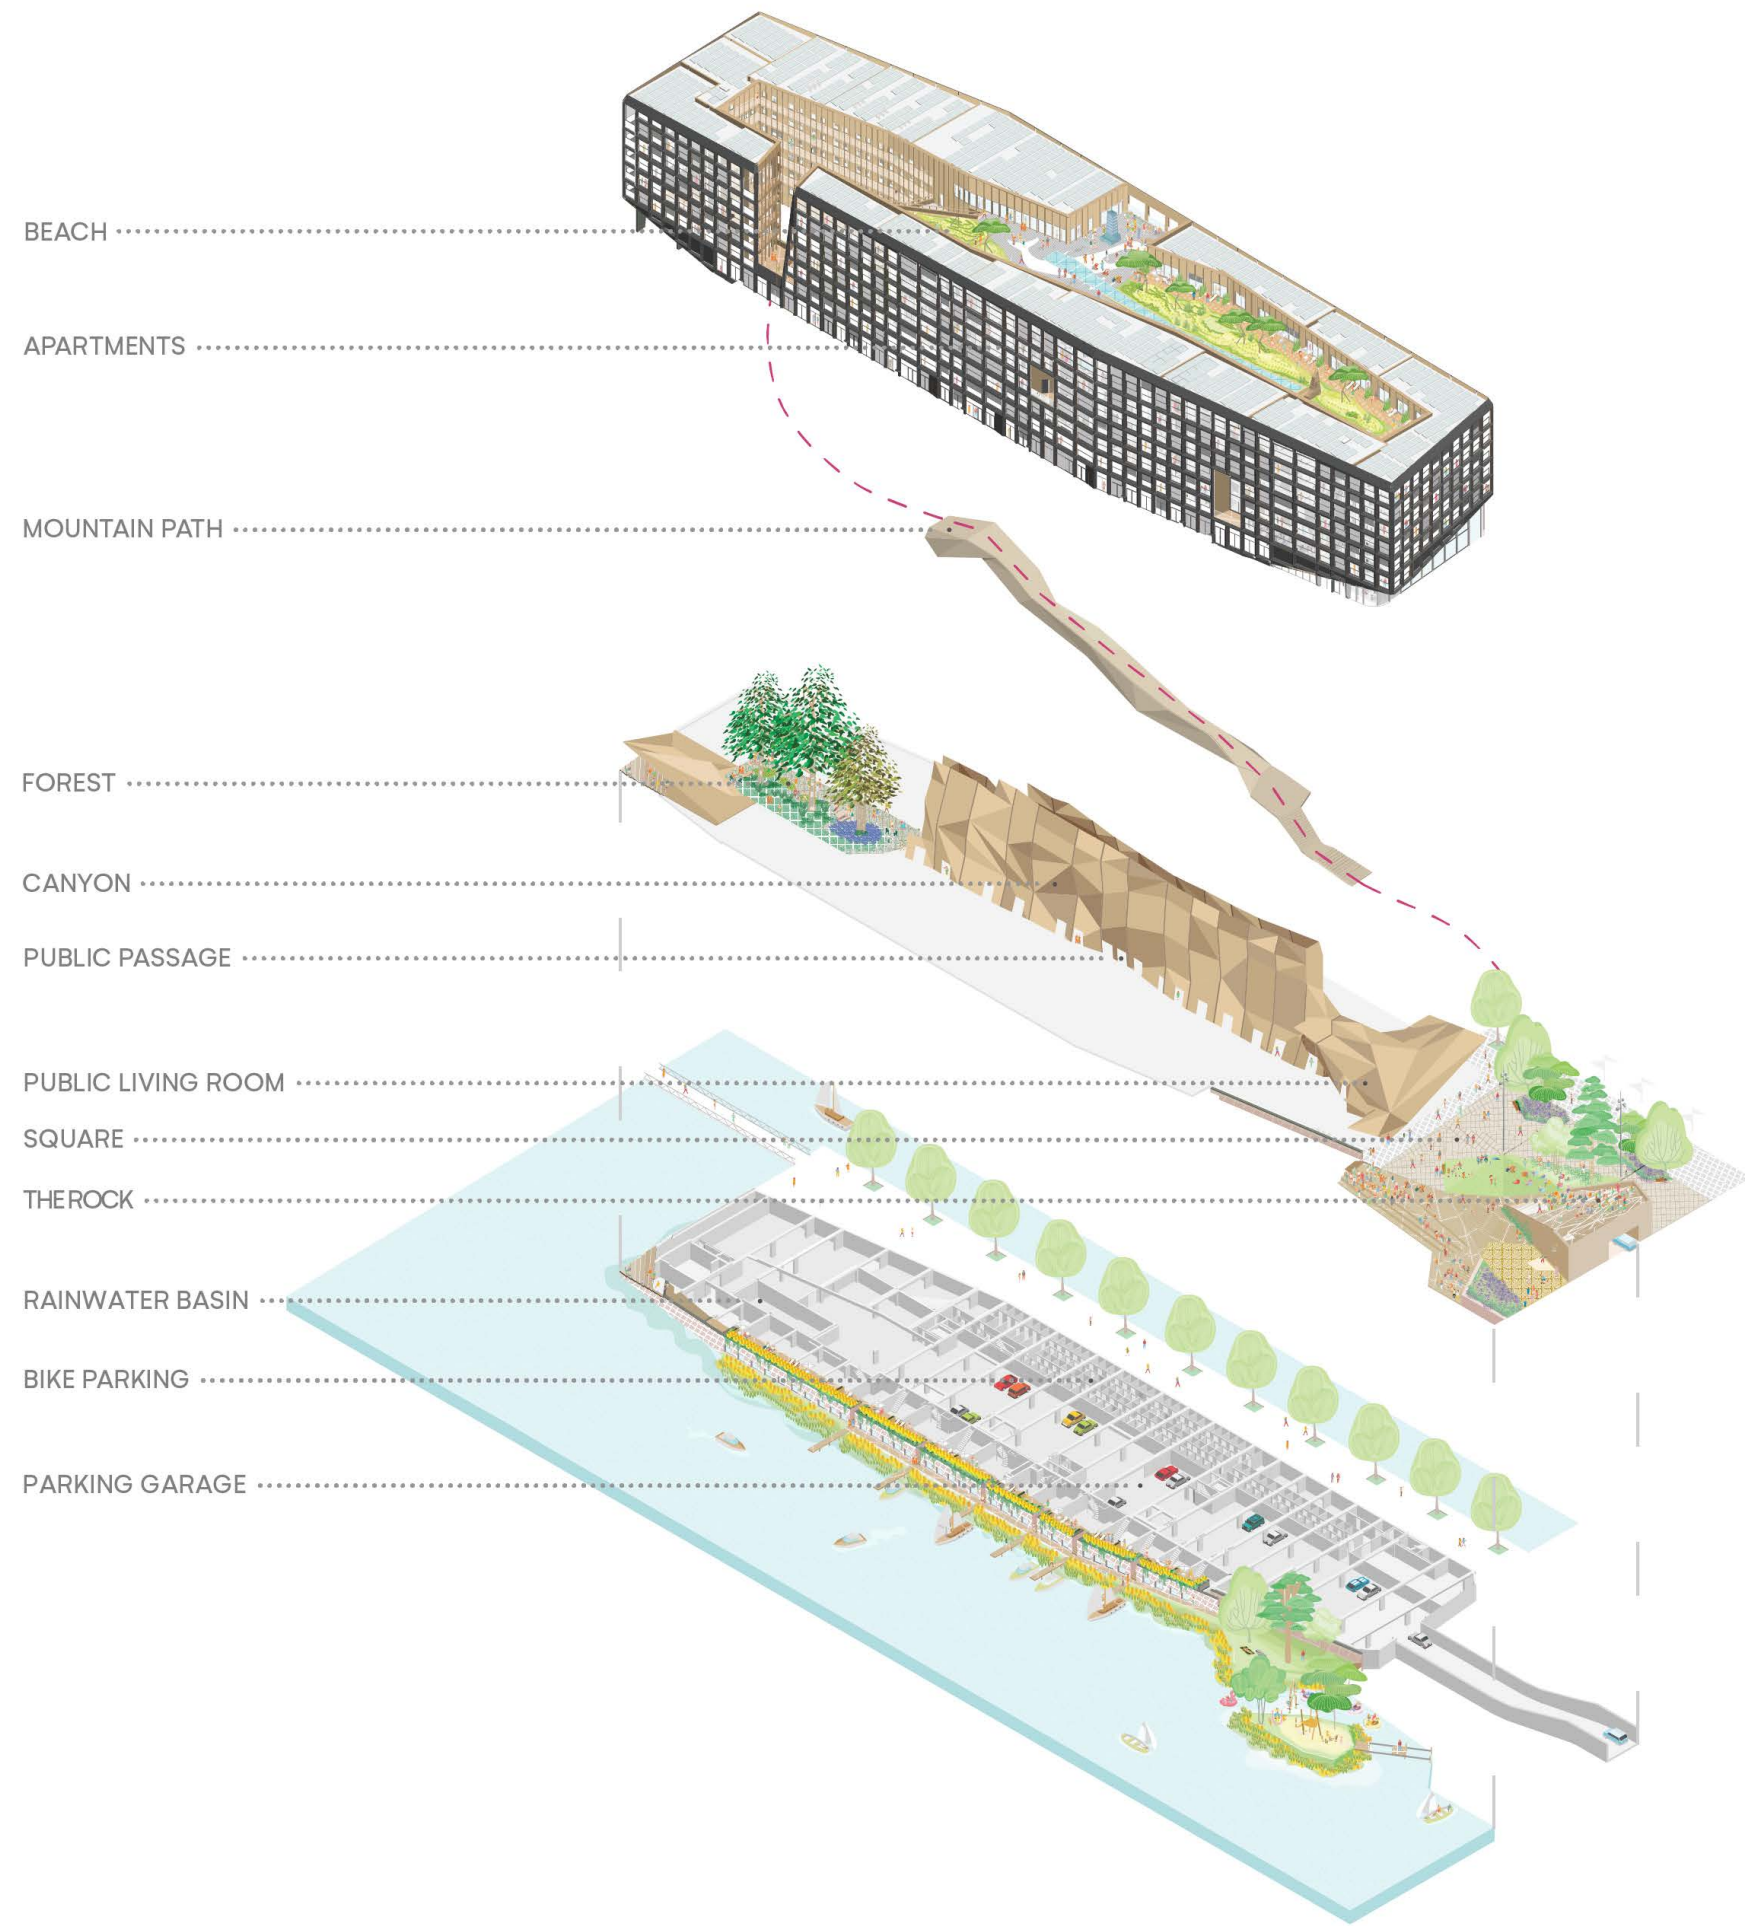 BEACH
APARTMENTS
MOUNTAIN PATH
FOREST
CANYON
PUBLIC PASSAGE
PUBLIC LIVING ROOM
SQUARE
THE ROCK
RAINWATER BASIN
BIKE PARKING
PARKING GARAGE